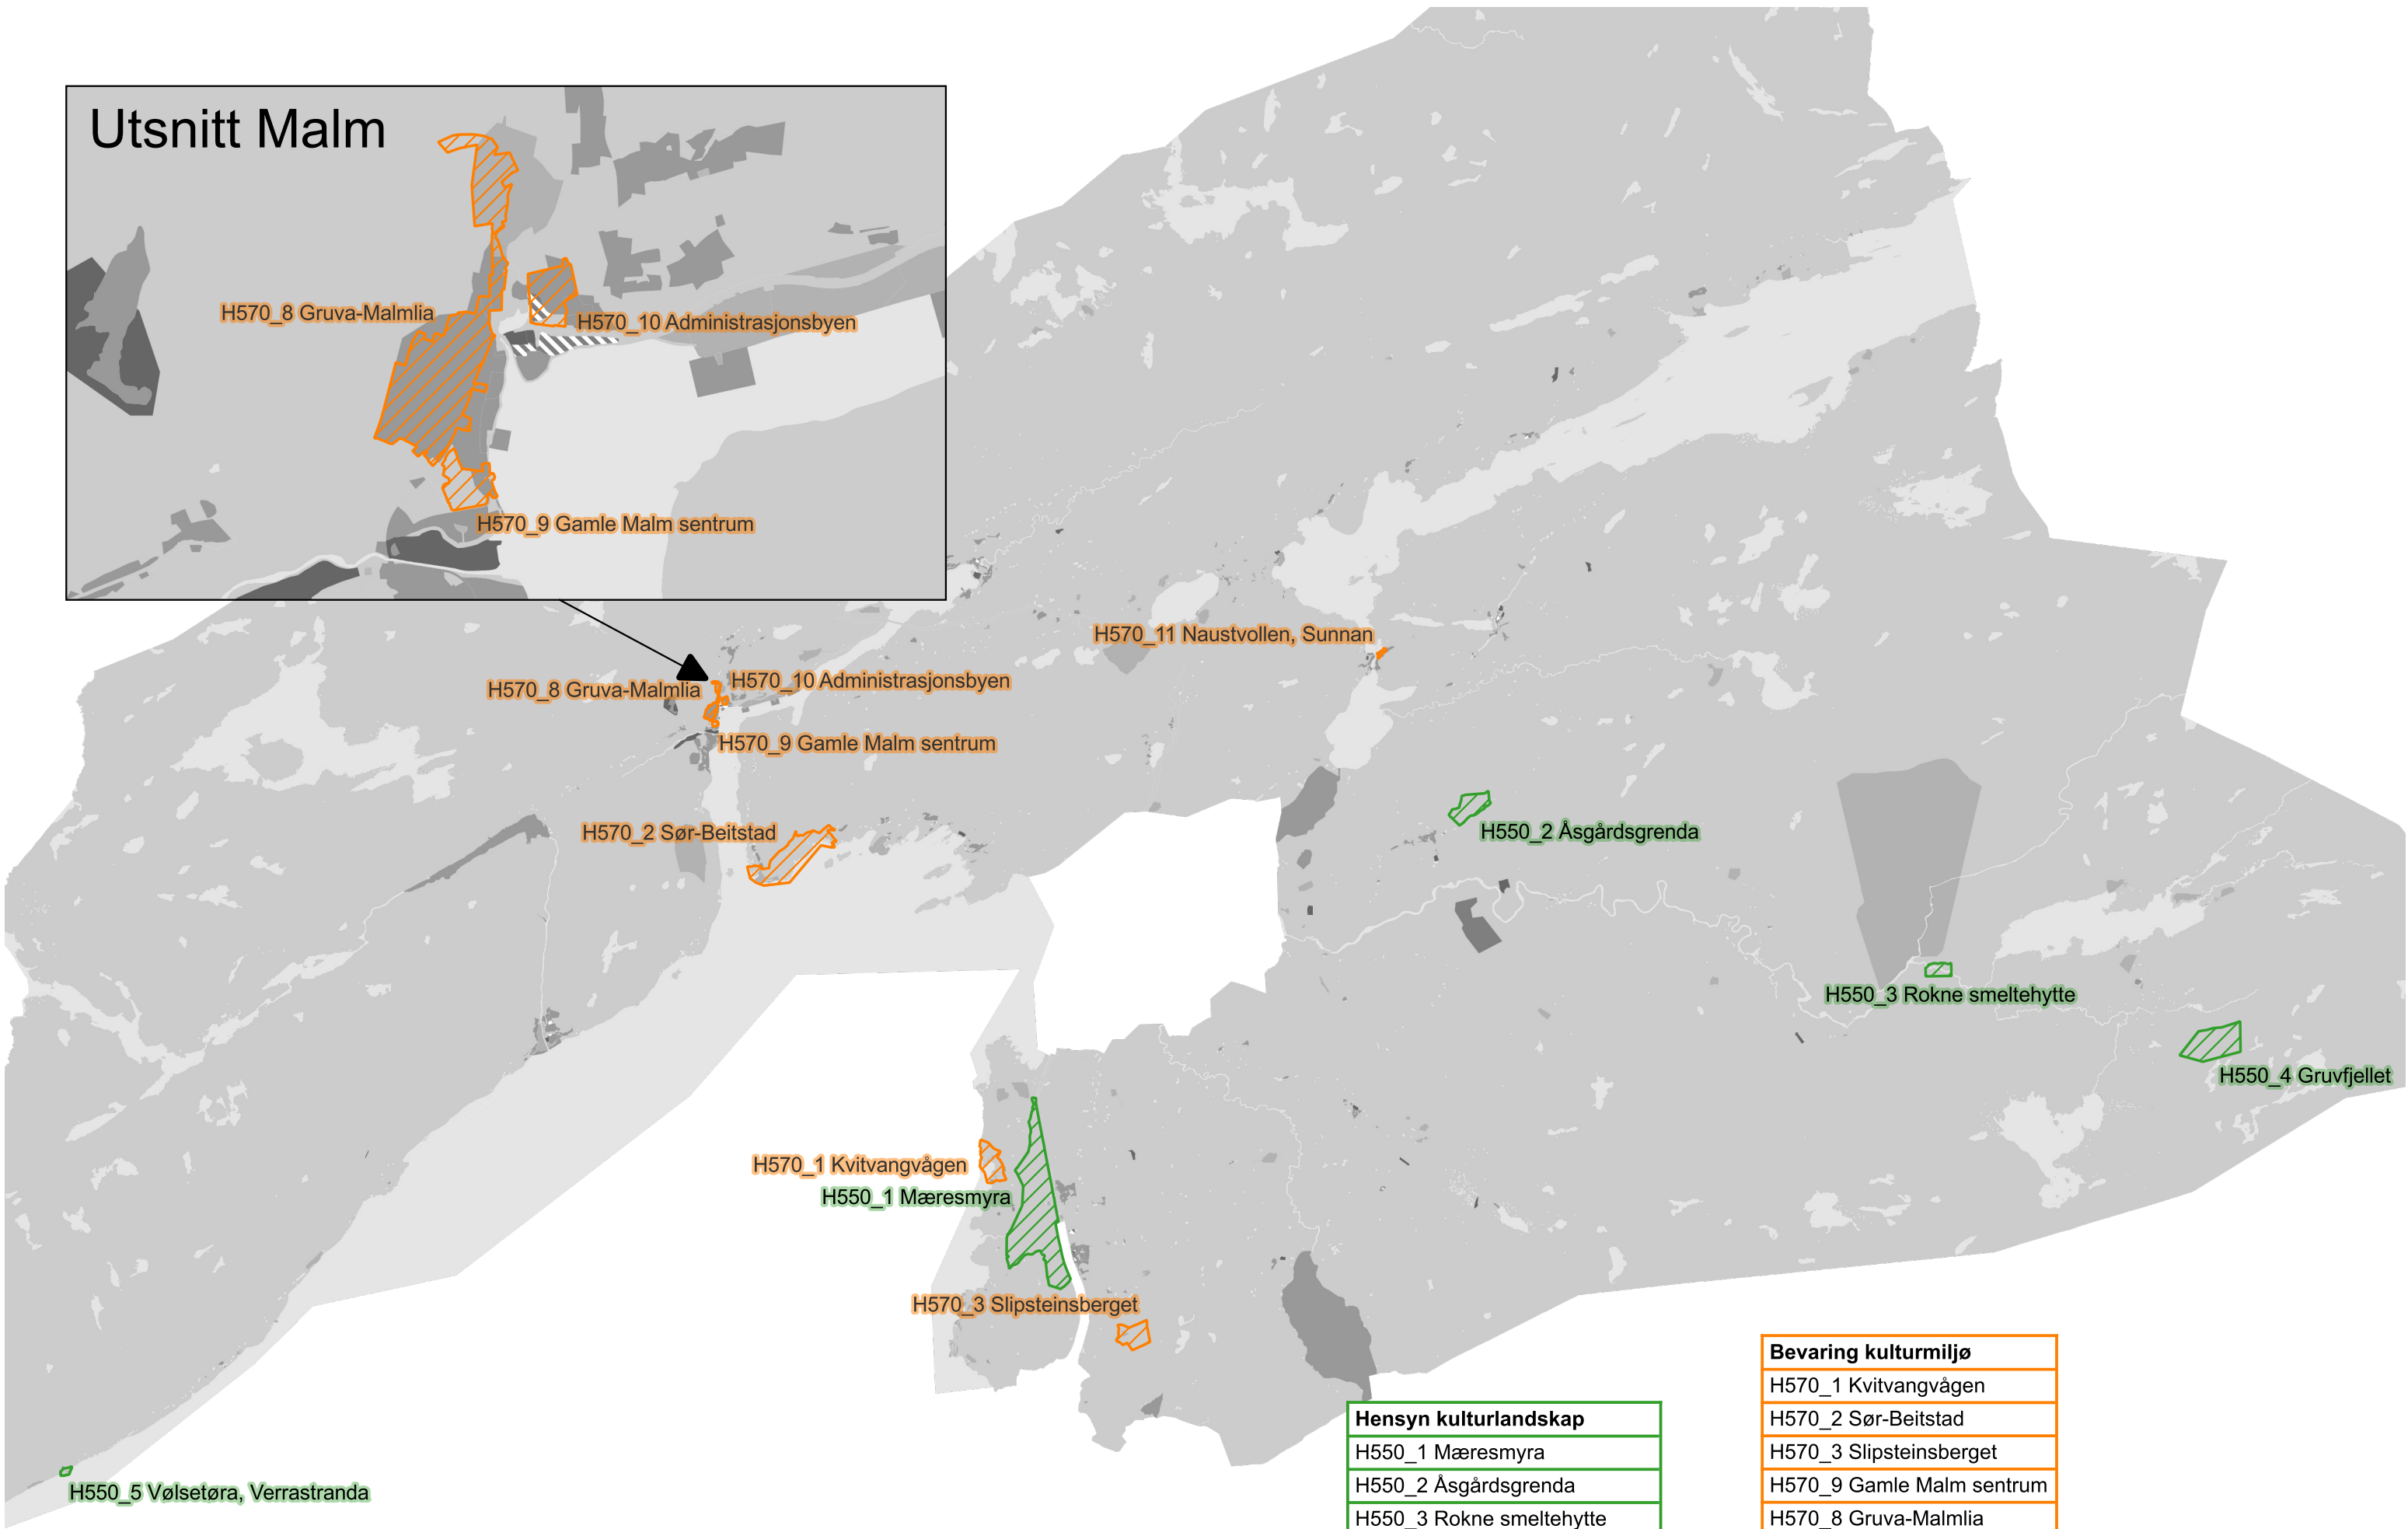 Utsnitt Malm
H570_8 Gruva-Malmlia
H570_10 Administrasjonsbyen
H570_9 Gamle Malm sentrum
H570_11 Naustvollen, Sunnan
H570_10 Administrasjonsbyen
H570_8 Gruva-Malmlia
H570_9 Gamle Malm sentrum
H570_2 Sør-Beitstad
H550_2 Åsgårdsgrenda
H550_3 Rokne smeltehytte
H550_4 Gruvfjellet
H570_1 Kvitvangvågen
H550_1 Mæresmyra
H570_3 Slipsteinsberget
H550_5 Vølsetøra, Verrastranda
Hensyn kulturlandskap
H550_1 Mæresmyra
H550_2 Åsgårdsgrenda
H550_3 Rokne smeltehytte
Bevaring kulturmiljø
H570_1 Kvitvangvågen
H570_2 Sør-Beitstad
H570_3 Slipsteinsberget
H570_9 Gamle Malm sentrum
H570_8 Gruva-Malmlia